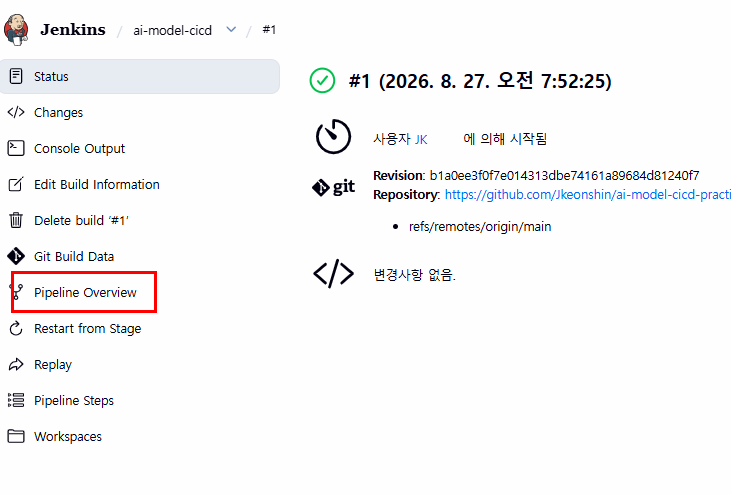 Jenkins / ai-model-cicd / #1
Status
Changes
Console Output
Edit Build Information
Delete build ‘#1’
Git Build Data
Pipeline Overview
Restart from Stage
Replay
Pipeline Steps
Workspaces
#1 (2026. 8. 27. 오전 7:52:25)
사용자 JK 에 의해 시작됨
git
Revision: b1a0ee3f0f7e014313dbe74161a89684d81240f7
Repository: https://github.com/Jkeonshin/ai-model-cicd-practi
refs/remotes/origin/main
변경사항 없음.